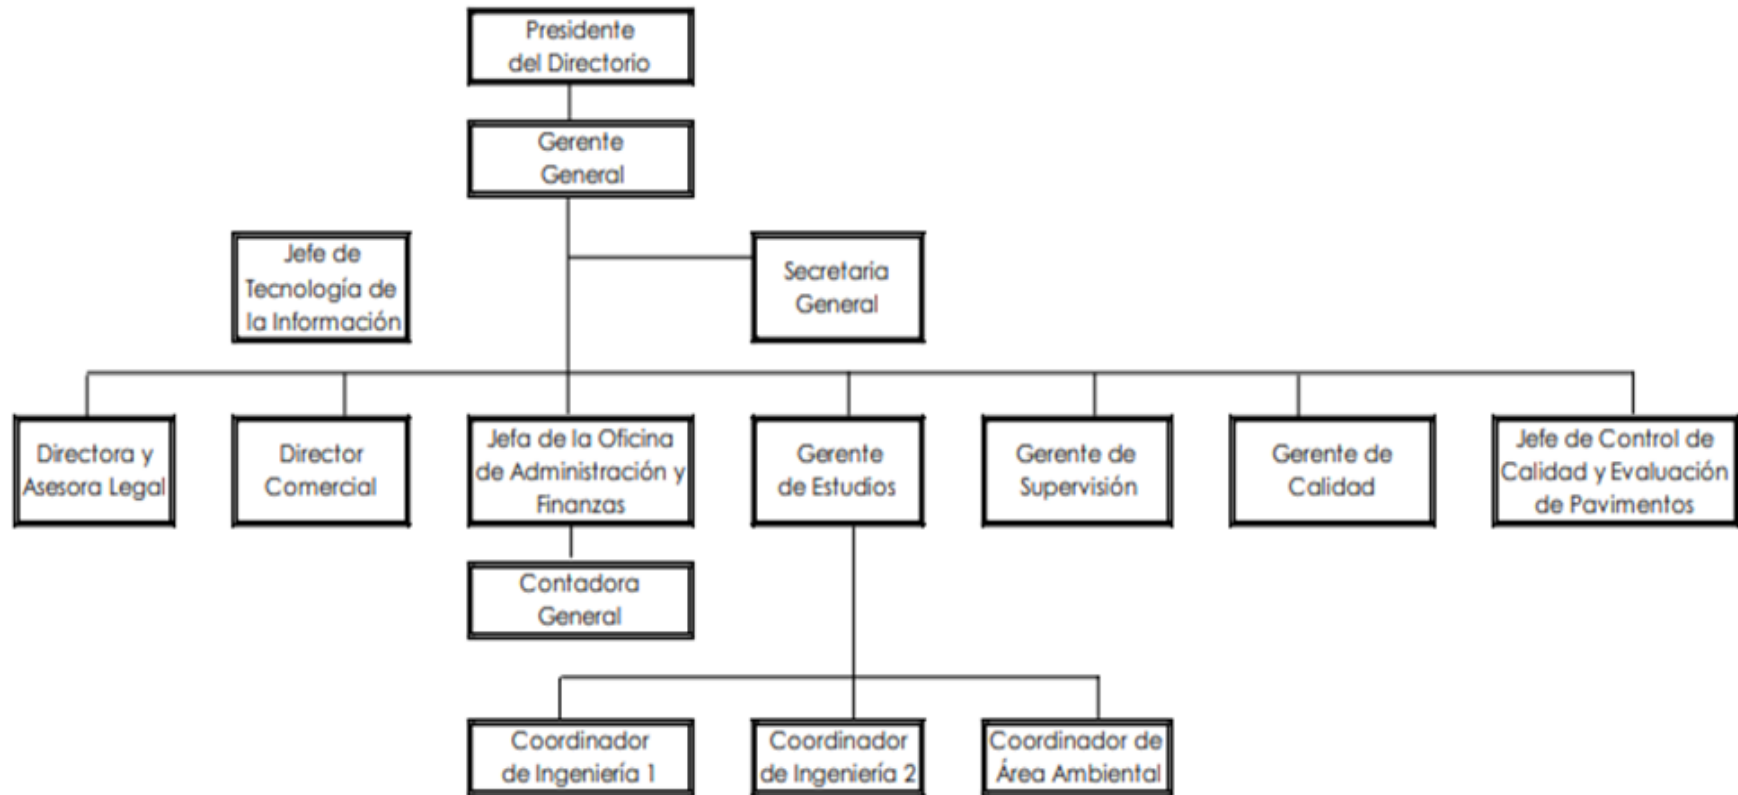 Presidente
del Directorio
Gerente
General
Jefe de
Tecnología de
la Información
Secretaria
General
Directora y
Asesora Legal
Director
Comercial
Jefa de la Oficina
de Administración y
Finanzas
Gerente
de Estudios
Gerente de
Supervisión
Gerente de
Calidad
Jefe de Control de
Calidad y Evaluación
de Pavimentos
Contadora
General
Coordinador
de Ingeniería 1
Coordinador
de Ingeniería 2
Coordinador de
Área Ambiental